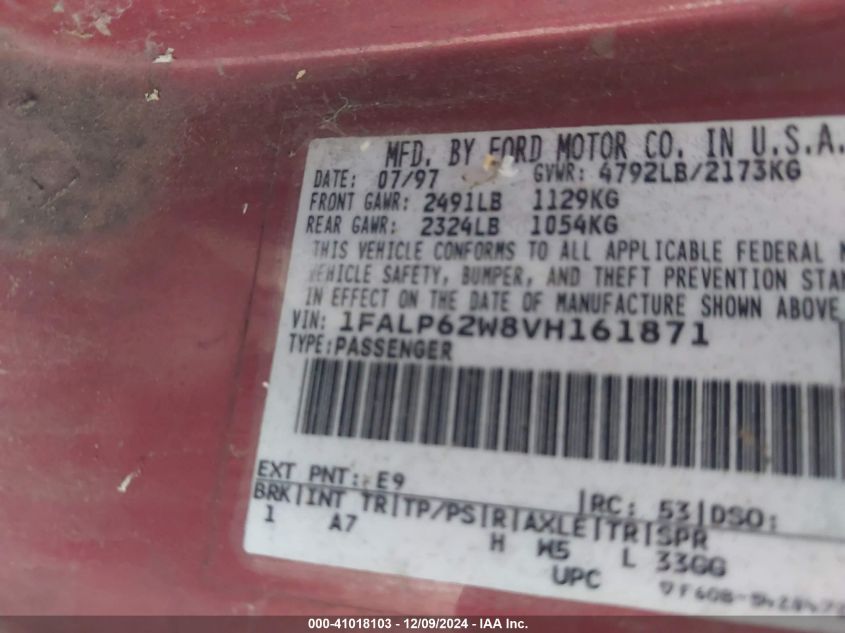 MFD. BY FORD MOTOR CO. IN U.S.A.
DATE: 07/97 GVWR: 4792LB/2173KG
FRONT GAWR: 2491LB 1129KG
REAR GAWR: 2324LB 1054KG
THIS VEHICLE CONFORMS TO ALL APPLICABLE FEDERAL
VEHICLE SAFETY, BUMPER, AND THEFT PREVENTION STAN
IN EFFECT ON THE DATE OF MANUFACTURE SHOWN ABOVE
VIN: 1FALP62W8VH161871
TYPE: PASSENGER
EXT PNT: E9 RC: 53 DSO:
BRK INT TR TP/PS R AXLE TR SPR
1 A7 H W5 L 33GG
UPC
000-41018103 - 12/09/2024 - IAA Inc.